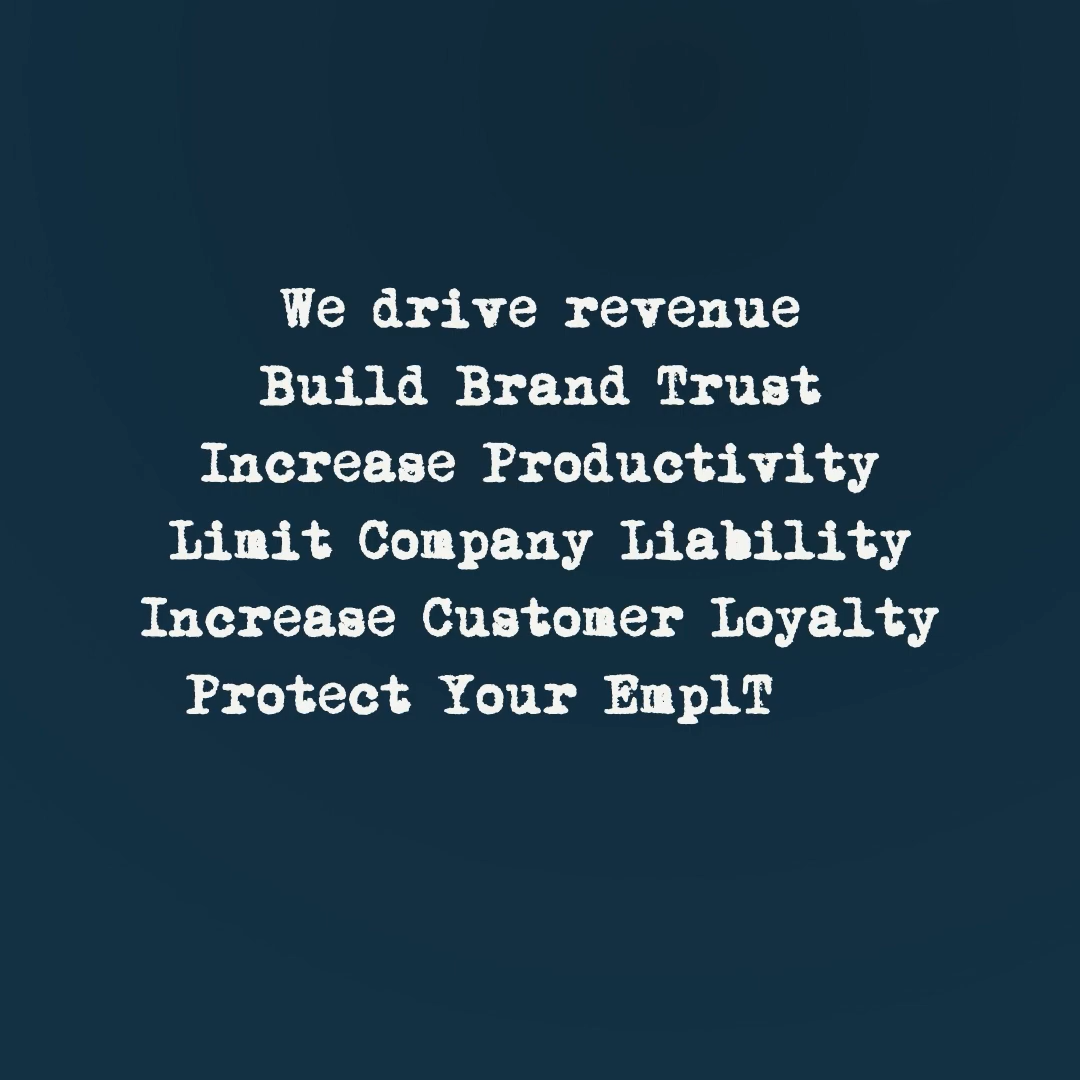 We drive revenue
Build Brand Trust
Increase Productivity
Limit Company Liability
Increase Customer Loyalty
Protect Your EmplT